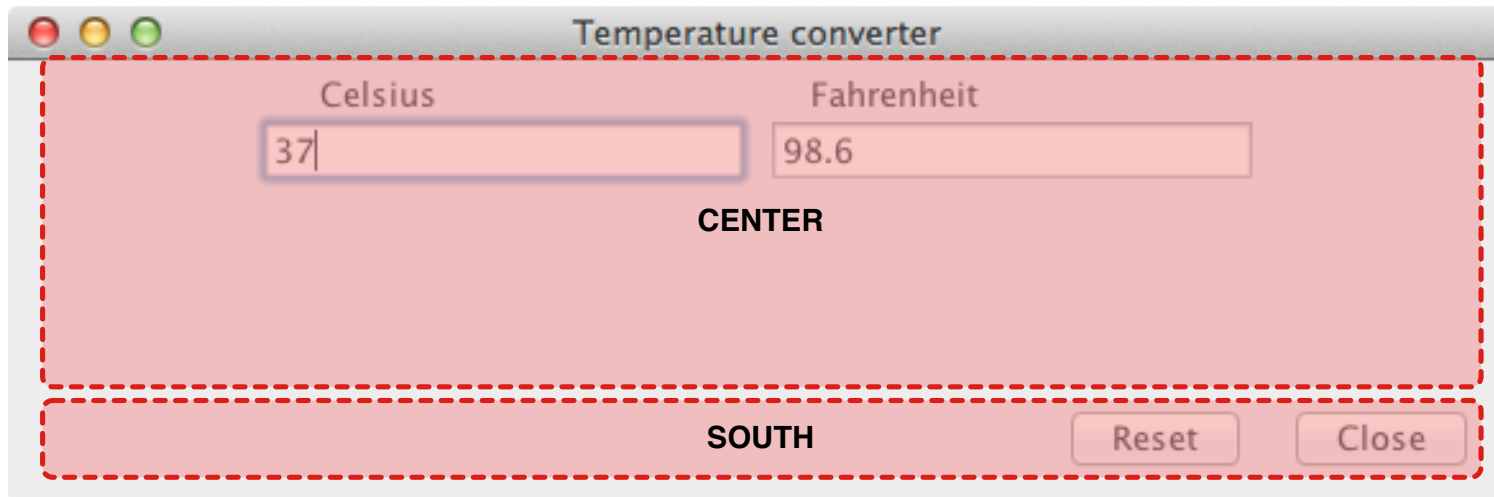 Temperature converter
Celsius Fahrenheit
37 98.6
CENTER
SOUTH Reset Close